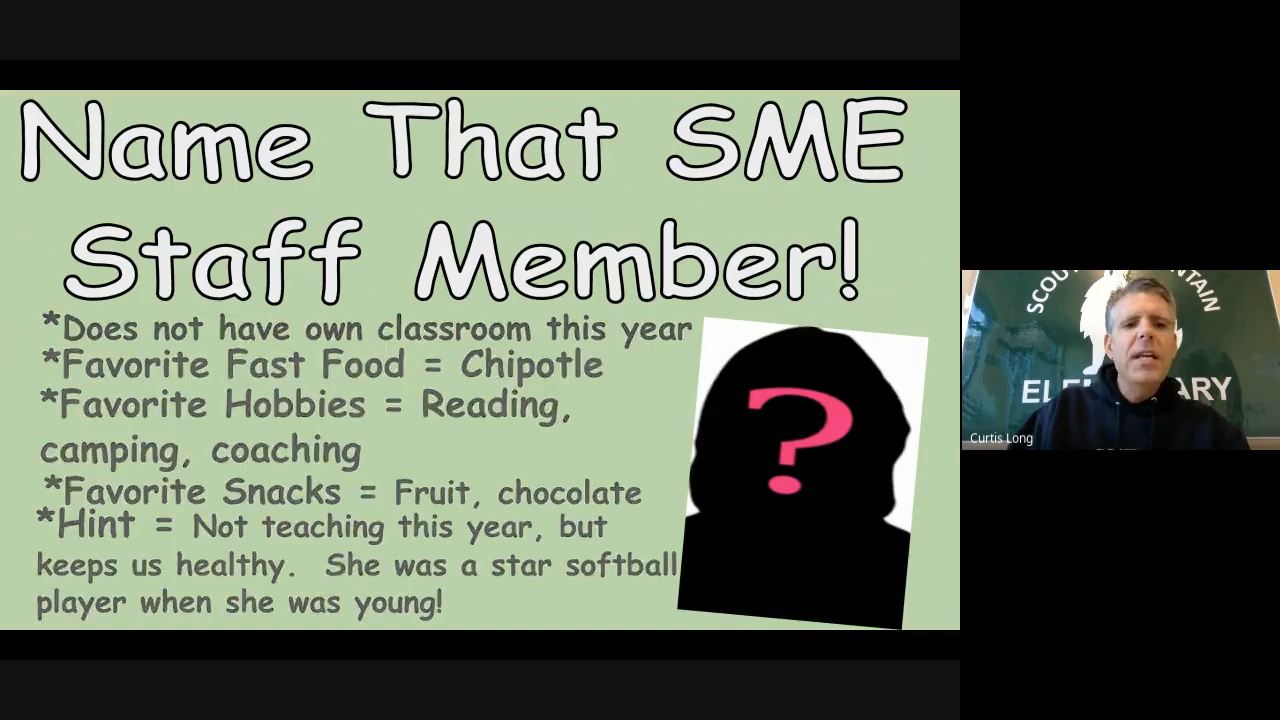 Name That SME
Staff Member!
*Does not have own classroom this year
*Favorite Fast Food = Chipotle
*Favorite Hobbies = Reading,
camping, coaching
*Favorite Snacks = Fruit, chocolate
*Hint = Not teaching this year, but
keeps us healthy. She was a star softball
player when she was young!
?
Curtis Long